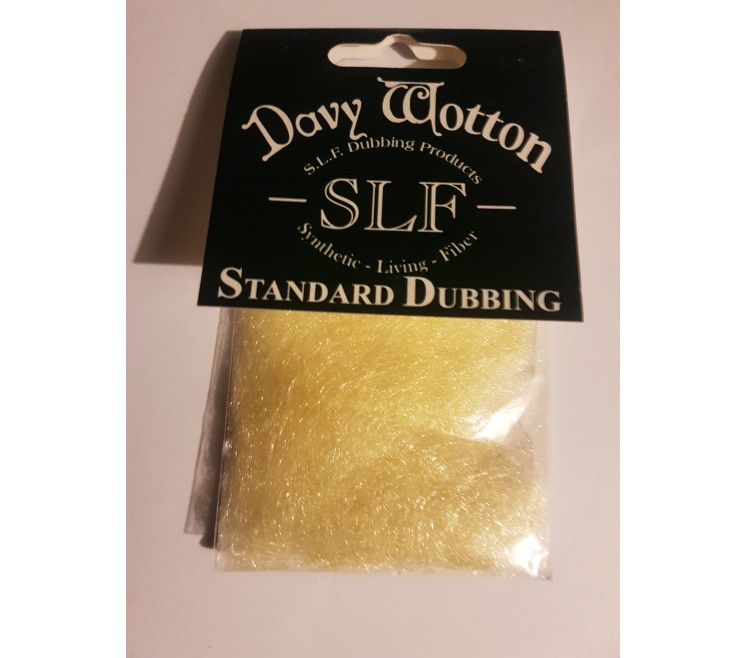 Davy Wotton
S.L.F. Dubbing Products
— SLF —
Synthetic - Living - Fiber
STANDARD DUBBING